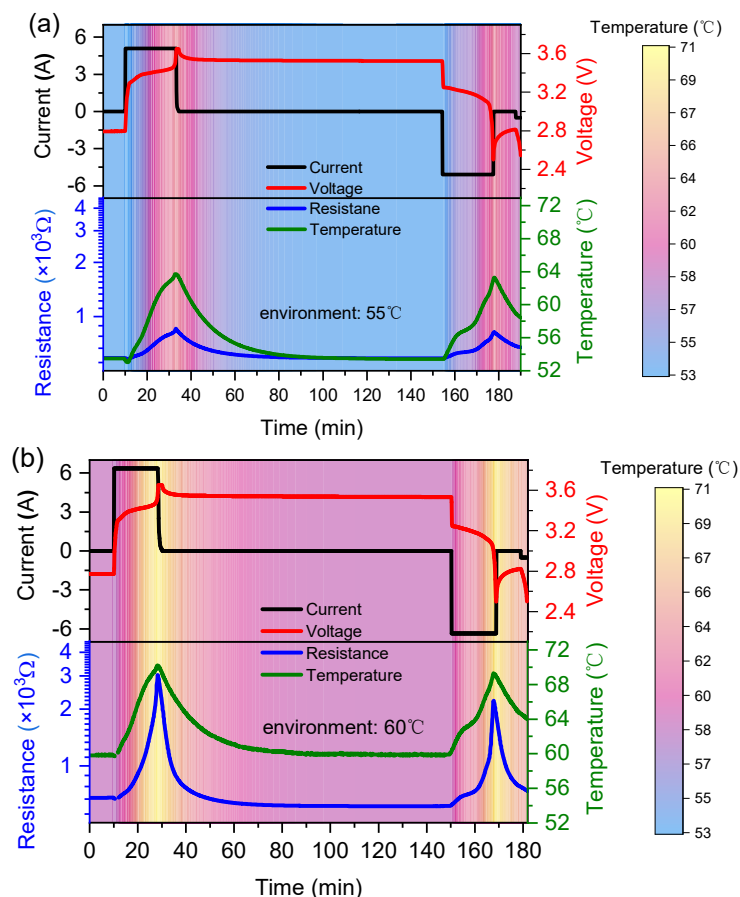 (a)
Temperature (℃)
Current (A)
6
3
0
-3
-6
Voltage (V)
3.6
3.2
2.8
2.4
Current
Voltage
Resistane
Temperature
Resistance (×10³Ω)
4
3
2
1
Temperature (℃)
72
68
64
60
56
52
environment: 55℃
0 20 40 60 80 100 120 140 160 180
Time (min)
71
69
67
66
64
62
60
58
57
55
53
(b)
Temperature (℃)
Current (A)
6
3
0
-3
-6
Voltage (V)
3.6
3.2
2.8
2.4
Current
Voltage
Resistance
Temperature
Resistance (×10³Ω)
4
3
2
1
Temperature (℃)
72
68
64
60
56
52
environment: 60℃
0 20 40 60 80 100 120 140 160 180
Time (min)
71
69
67
66
64
62
60
58
57
55
53